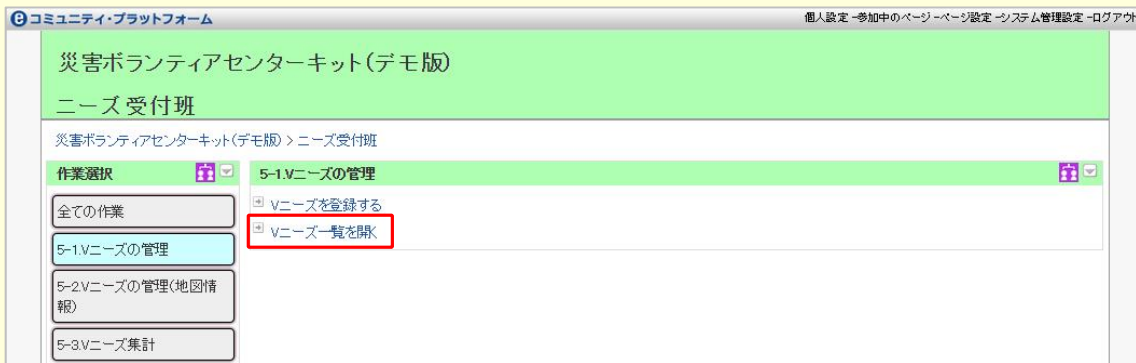 eコミュニティ・プラットフォーム
個人設定 -参加中のページ -ページ設定 -システム管理設定 -ログアウト
災害ボランティアセンターキット(デモ版)
ニーズ受付班
災害ボランティアセンターキット(デモ版) > ニーズ受付班
作業選択
5-1.Vニーズの管理
全ての作業
Vニーズを登録する
Vニーズ一覧を開く
5-1.Vニーズの管理
5-2.Vニーズの管理(地図情
報)
5-3.Vニーズ集計